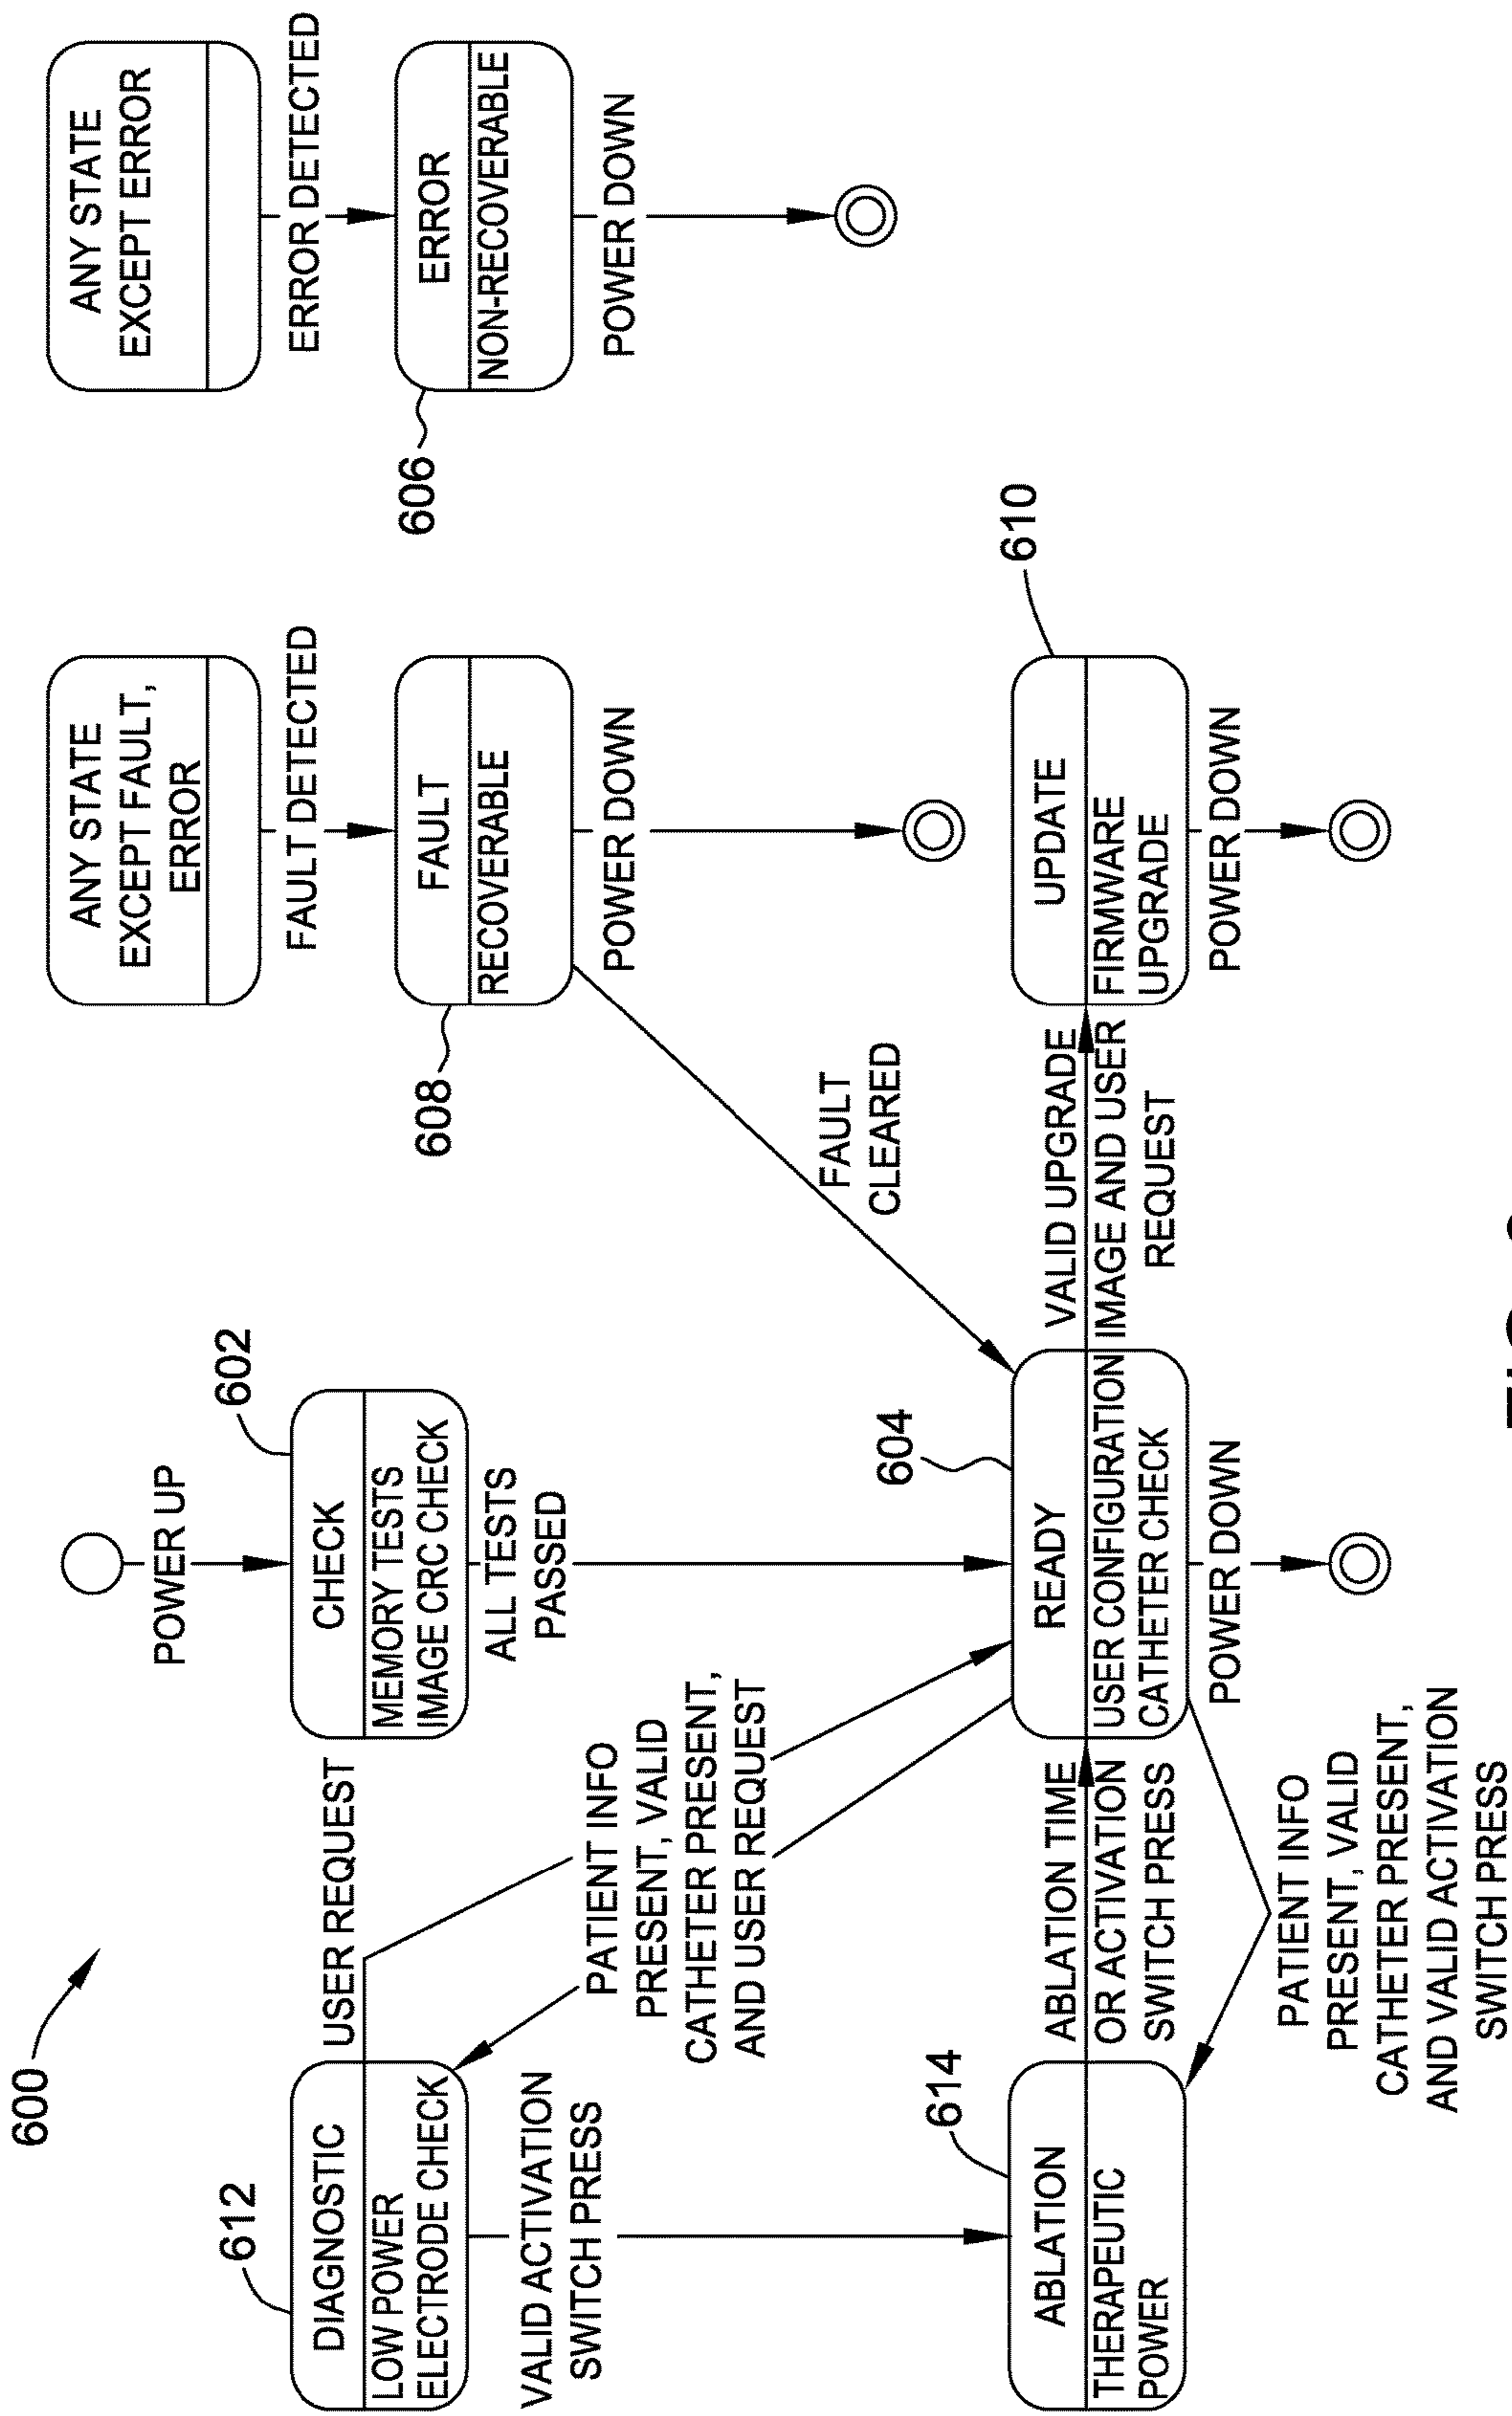 600
POWER UP
602
CHECK
MEMORY TESTS
IMAGE CRC CHECK
ALL TESTS
PASSED
612
DIAGNOSTIC
LOW POWER
ELECTRODE CHECK
USER REQUEST
PATIENT INFO
PRESENT, VALID
CATHETER PRESENT,
AND USER REQUEST
VALID ACTIVATION
SWITCH PRESS
614
ABLATION
THERAPEUTIC
POWER
ABLATION TIME
OR ACTIVATION
SWITCH PRESS
PATIENT INFO
PRESENT, VALID
CATHETER PRESENT,
AND VALID ACTIVATION
SWITCH PRESS
604
READY
USER CONFIGURATION
CATHETER CHECK
POWER DOWN
ANY STATE
EXCEPT FAULT,
ERROR
FAULT DETECTED
608
FAULT
RECOVERABLE
POWER DOWN
FAULT
CLEARED
VALID UPGRADE
IMAGE AND USER
REQUEST
610
UPDATE
FIRMWARE
UPGRADE
POWER DOWN
ANY STATE
EXCEPT ERROR
ERROR DETECTED
606
ERROR
NON-RECOVERABLE
POWER DOWN